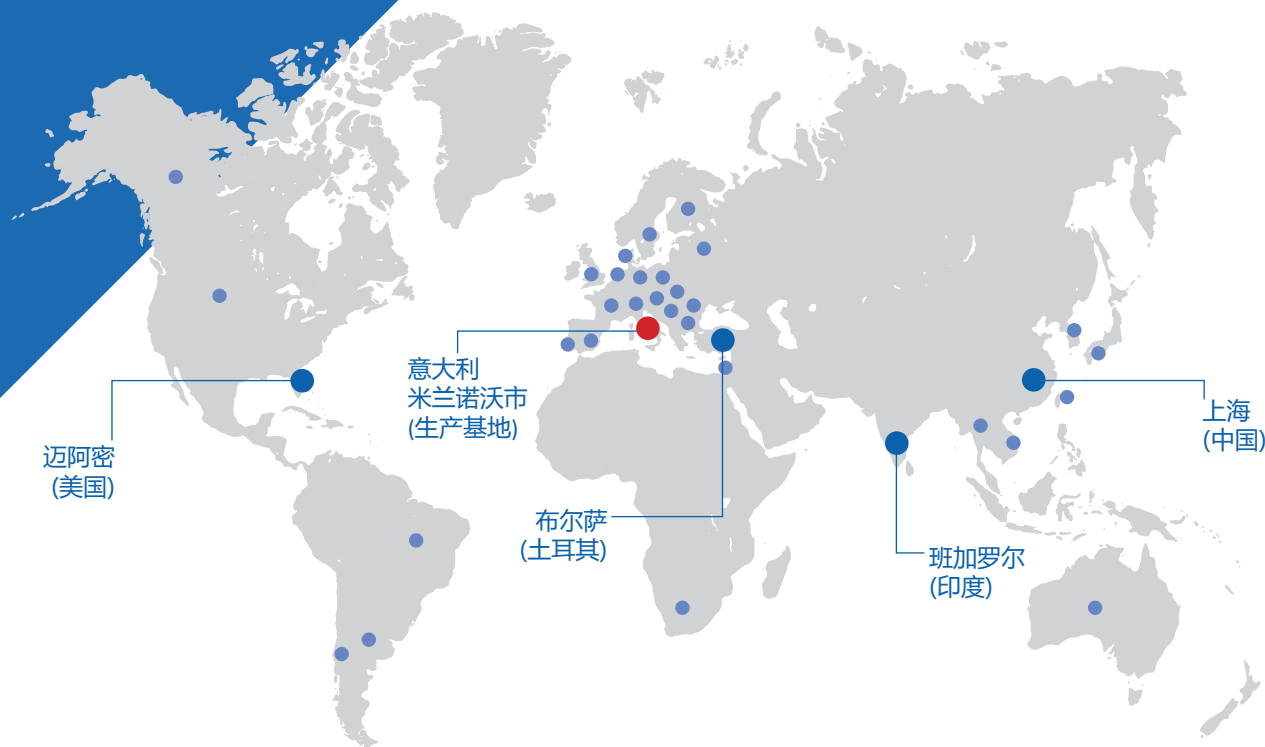 意大利
米兰诺沃市
(生产基地)
迈阿密
(美国)
上海
(中国)
布尔萨
(土耳其)
班加罗尔
(印度)